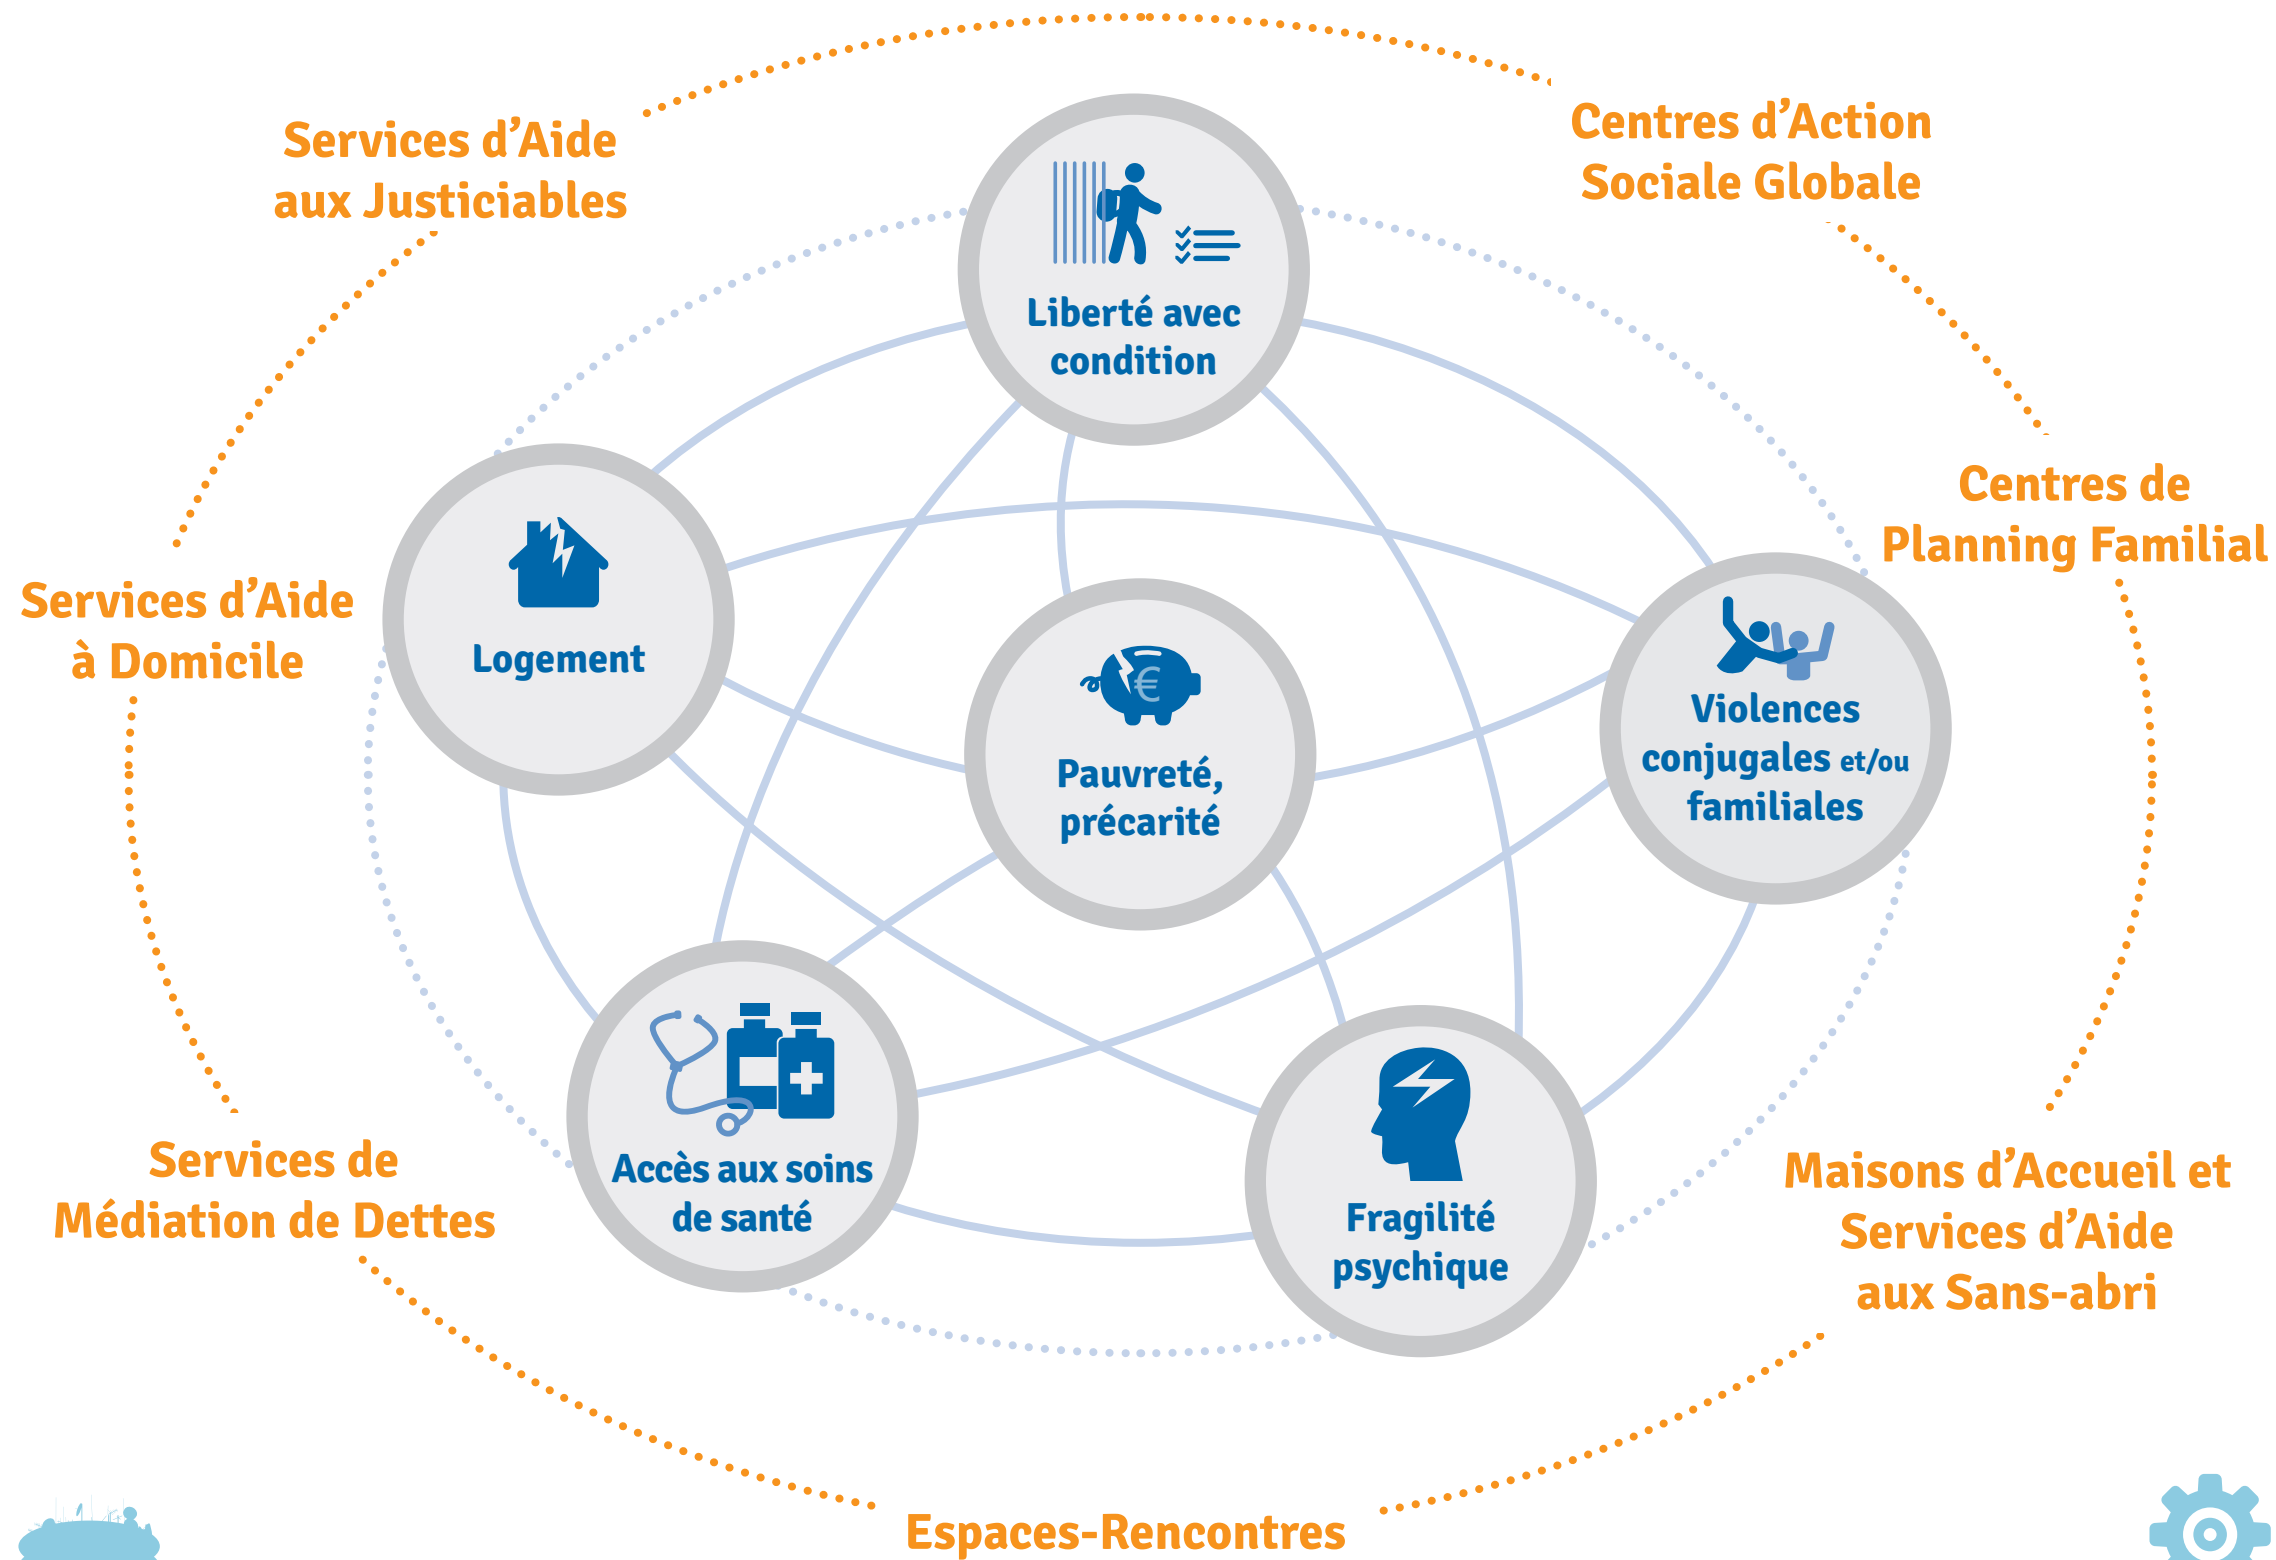 Services d’Aide
aux Justiciables
Centres d’Action
Sociale Globale
Liberté avec
condition
Centres de
Planning Familial
Services d’Aide
à Domicile
Logement
Violences
conjugales et/ou
familiales
€
Pauvreté,
précarité
Accès aux soins
de santé
Fragilité
psychique
Services de
Médiation de Dettes
Maisons d’Accueil et
Services d’Aide
aux Sans-abri
Espaces-Rencontres